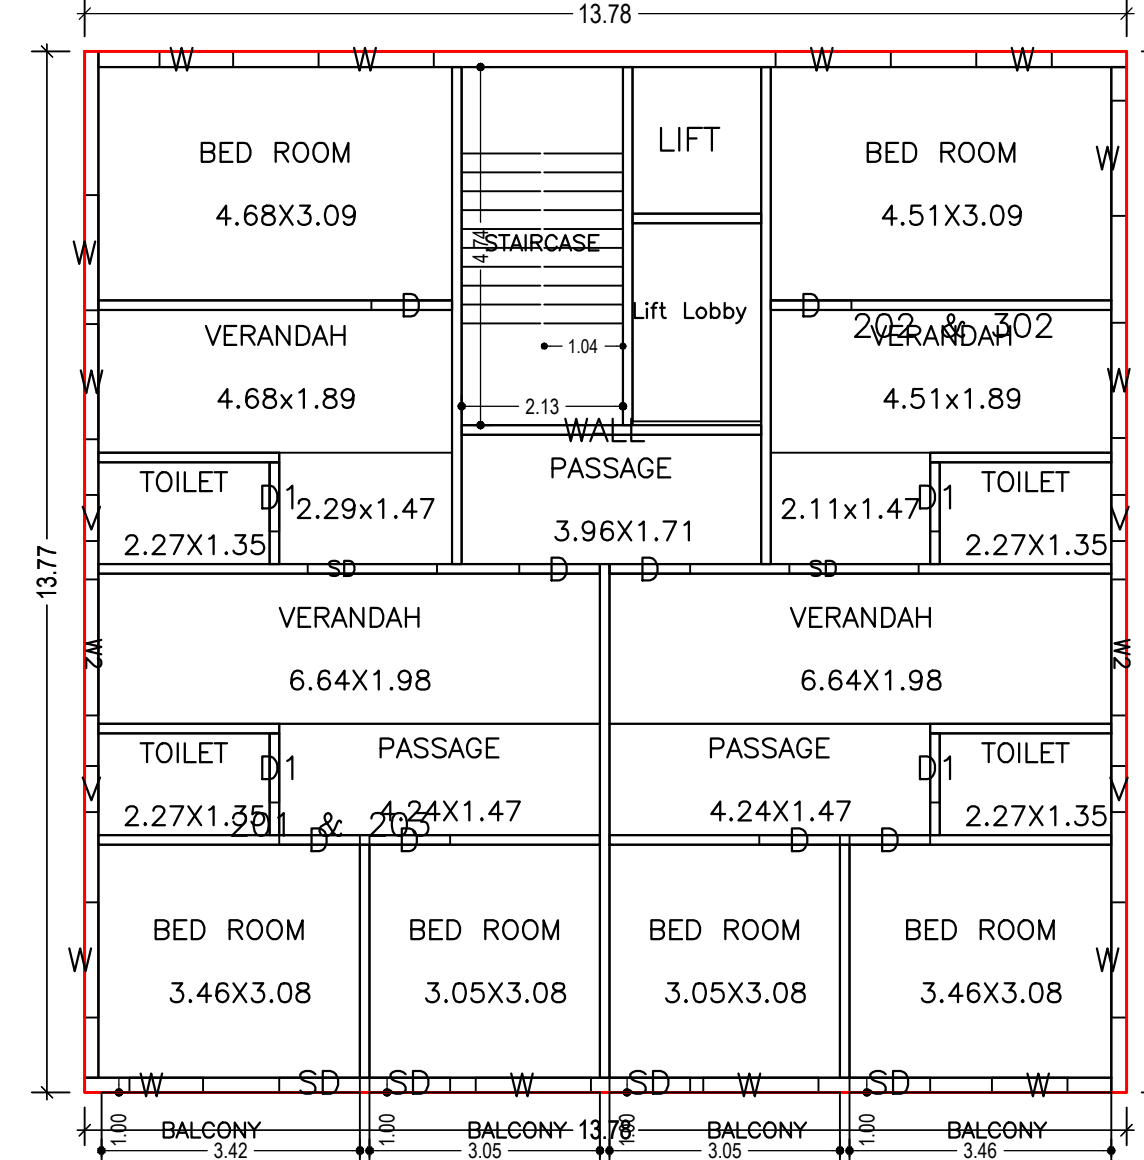 13.78
W W W W
BED ROOM
4.68X3.09
LIFT
BED ROOM
4.51X3.09
W
W
STAIRCASE
4.74
Lift Lobby
D
D
VERANDAH
4.68x1.89
202 & 302
VERANDAH
4.51x1.89
1.04
W
W
2.13
WALL
PASSAGE
3.96X1.71
TOILET
2.27X1.35
D1
2.29x1.47
2.11x1.47
D1
TOILET
2.27X1.35
V
V
13.77
SD D D SD
VERANDAH
6.64X1.98
VERANDAH
6.64X1.98
W2
W2
TOILET
2.27X1.35
D1
PASSAGE
4.24X1.47
PASSAGE
4.24X1.47
D1
TOILET
2.27X1.35
V
V
201 & 203
D D D D
BED ROOM
3.46X3.08
BED ROOM
3.05X3.08
BED ROOM
3.05X3.08
BED ROOM
3.46X3.08
W
W
W SD SD W SD W SD W
1.00 BALCONY 1.00 BALCONY 13.78 1.00 BALCONY 1.00 BALCONY
3.42 3.05 3.05 3.46